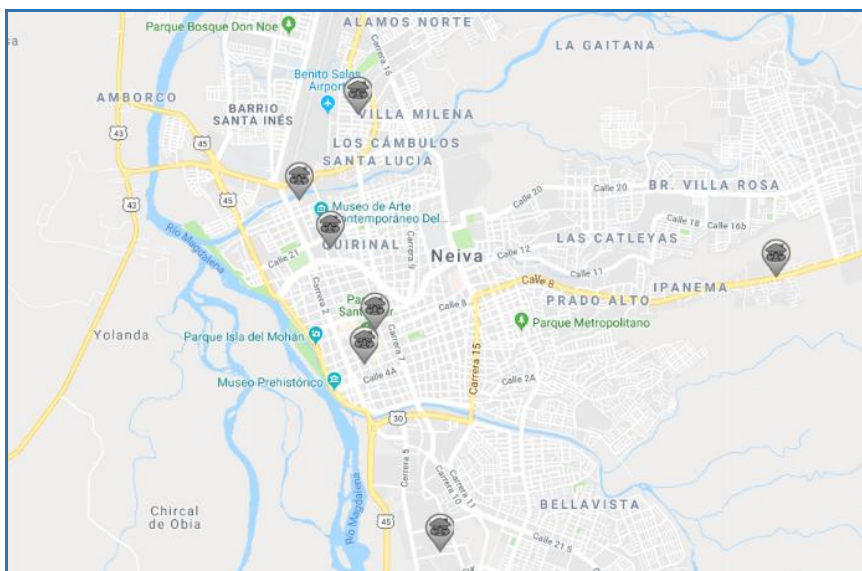 ALAMOS NORTE
Parque Bosque Don Noe
Carrera 16
LA GAITANA
Benito Salas
Airport
AMBORCO
BARRIO
SANTA INÉS
VILLA MILENA
43
45
LOS CÁMBULOS
SANTA LUCIA
45
Calle 20
Calle 20
BR. VILLA ROSA
43
Museo de Arte
Contemporáneo Del...
Calle 18
Calle 16b
Río Magdalena
QUIRINAL
Carrera 9
Neiva
Calle 12
LAS CATLEYAS
Calle 21
Calle 11
Calle 8
IPANEMA
Carrera 2
Calle 8
PRADO ALTO
Yolanda
Parque Isla del Mohán
Parque Metropolitano
Carrera 7
Carrera 15
Calle 4A
Calle 2A
Museo Prehistórico
30
Carrera 5
Carrera 10
Carrera 11
Río Magdalena
BELLAVISTA
Chircal
de Obia
45
Calle 21 S